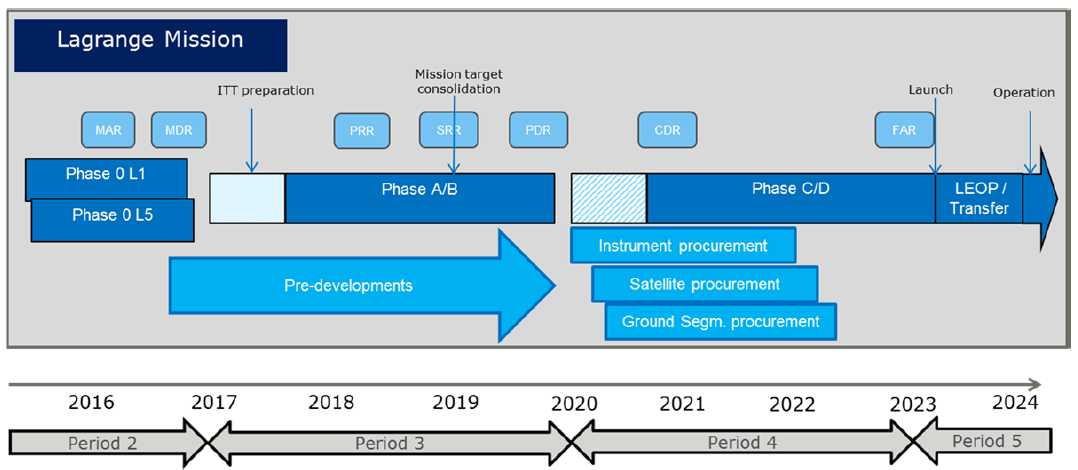 Lagrange Mission
ITT preparation
Mission target
consolidation
Launch
Operation
MAR
MDR
PRR
SRR
PDR
CDR
FAR
Phase 0 L1
Phase 0 L5
Phase A/B
Phase C/D
LEOP /
Transfer
Pre-developments
Instrument procurement
Satellite procurement
Ground Segm. procurement
2016 2017 2018 2019 2020 2021 2022 2023 2024
Period 2 Period 3 Period 4 Period 5